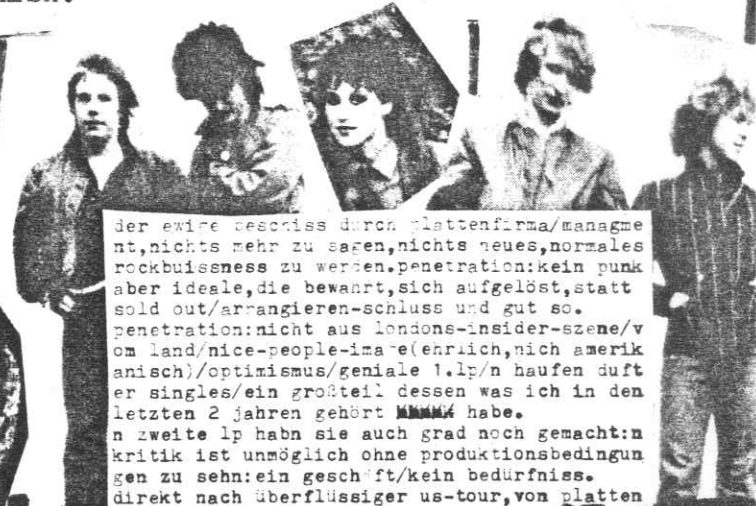 der ewige beschiss durch plattenfirma/managme
nt,nichts mehr zu sagen,nichts neues,normales
rockbuissness zu werden.penetration:kein punk
aber ideale,die bewahrt,sich aufgelöst,statt
sold out/arrangieren-schluss und gut so.
penetration:nicht aus londons-insider-szene/v
om land/nice-people-image(ehrlich,nich amerik
anisch)/optimismus/geniale 1.lp/n haufen duft
er singles/ein großteil dessen was ich in den
letzten 2 jahren gehört habe.
n zweite lp habn sie auch grad noch gemacht:n
kritik ist unmöglich ohne produktionsbedingun
gen zu sehn:ein geschäft/kein bedürfniss.
direkt nach überflüssiger us-tour,von platten